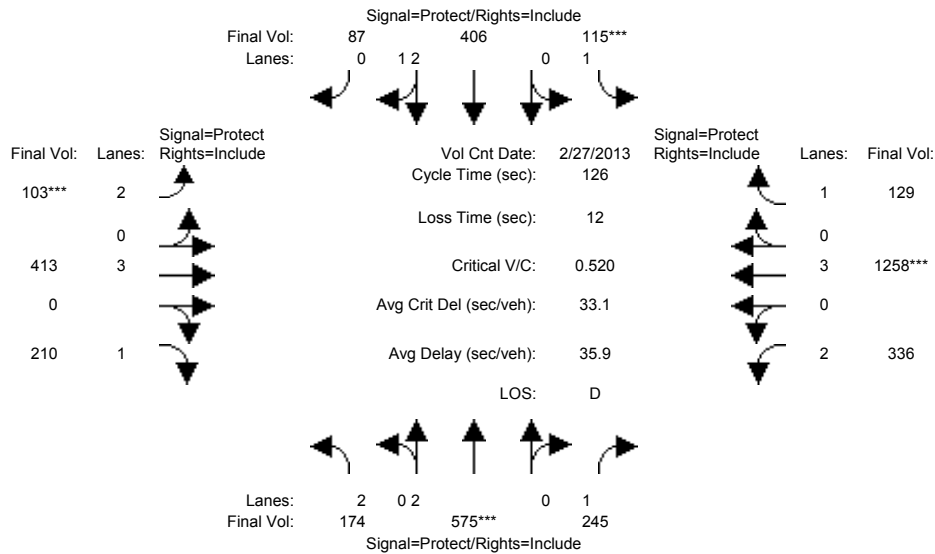 Signal=Protect/Rights=Include
Final Vol: 87 406 115***
Lanes: 0 1 2 0 1
Signal=Protect
Final Vol: Lanes: Rights=Include
Vol Cnt Date: 2/27/2013
Signal=Protect
Rights=Include Lanes: Final Vol:
Cycle Time (sec): 126
103*** 2
1 129
Loss Time (sec): 12
0
0
413 3
Critical V/C: 0.520
3 1258***
0
Avg Crit Del (sec/veh): 33.1
0
210 1
Avg Delay (sec/veh): 35.9
2 336
LOS: D
Lanes: 2 0 2 0 1
Final Vol: 174 575*** 245
Signal=Protect/Rights=Include